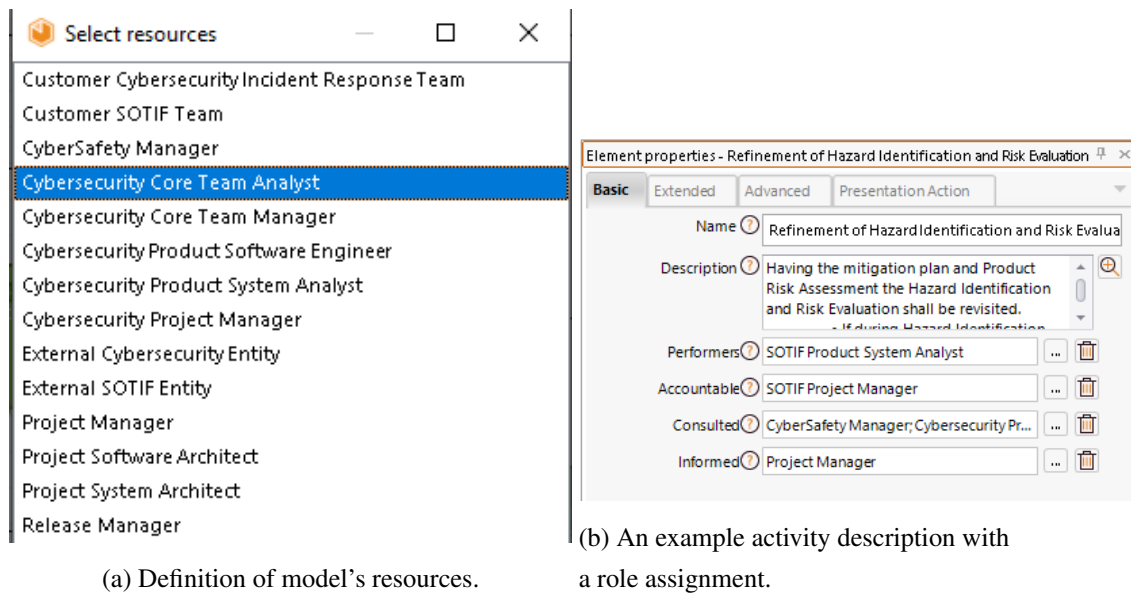 Select resources
Customer Cybersecurity Incident Response Team
Customer SOTIF Team
CyberSafety Manager
Cybersecurity Core Team Analyst
Cybersecurity Core Team Manager
Cybersecurity Product Software Engineer
Cybersecurity Product System Analyst
Cybersecurity Project Manager
External Cybersecurity Entity
External SOTIF Entity
Project Manager
Project Software Architect
Project System Architect
Release Manager
(a) Definition of model's resources.
Element properties - Refinement of Hazard Identification and Risk Evaluation
Basic Extended Advanced Presentation Action
Name ? Refinement of Hazard Identification and Risk Evalua
Description ? Having the mitigation plan and Product
Risk Assessment the Hazard Identification
and Risk Evaluation shall be revisited.
- If during Hazard Identification
Performers ? SOTIF Product System Analyst ...
Accountable ? SOTIF Project Manager ...
Consulted ? CyberSafety Manager; Cybersecurity Pr... ...
Informed ? Project Manager ...
(b) An example activity description with
a role assignment.